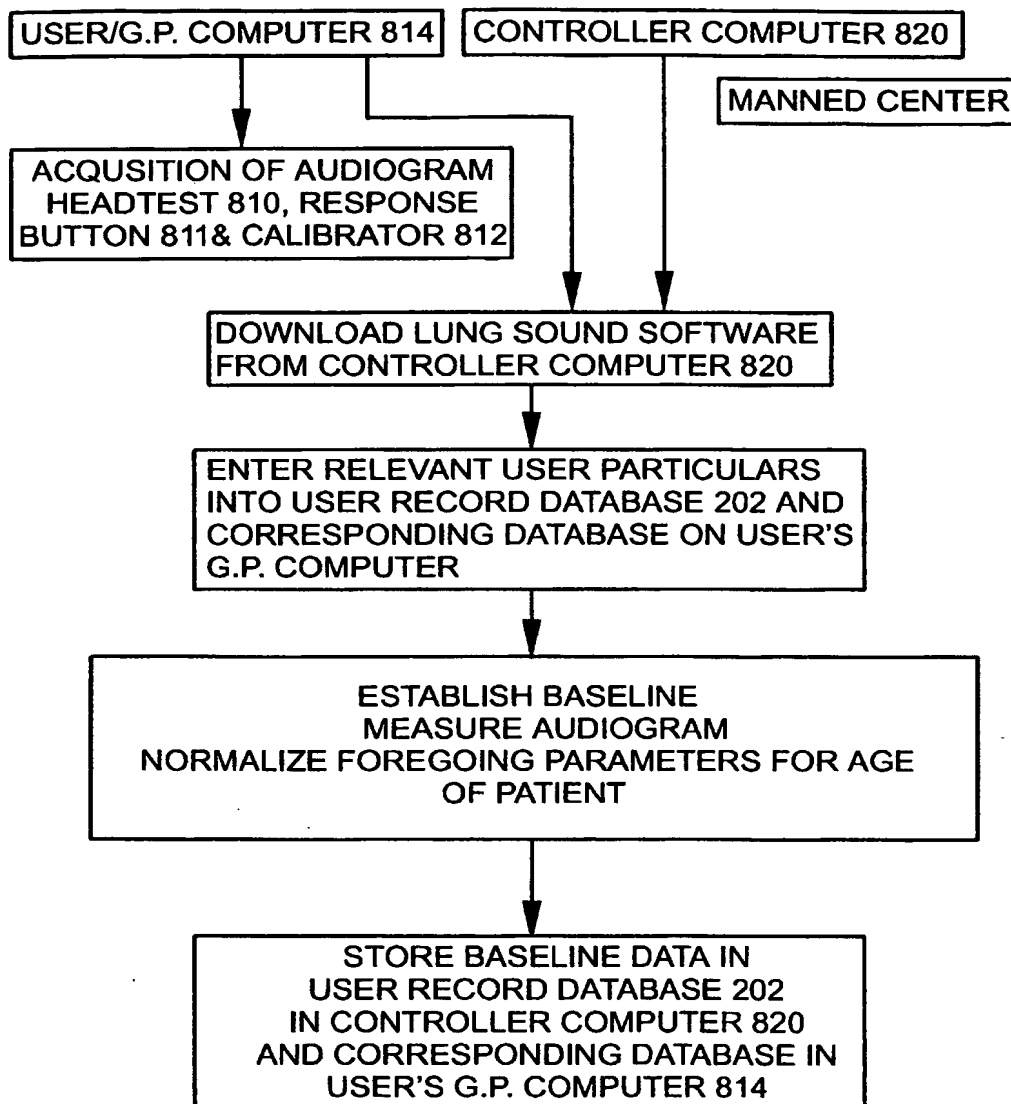 USER/G.P. COMPUTER 814
CONTROLLER COMPUTER 820
MANNED CENTER
ACQUSITION OF AUDIOGRAM
HEADTEST 810, RESPONSE
BUTTON 811& CALIBRATOR 812
DOWNLOAD LUNG SOUND SOFTWARE
FROM CONTROLLER COMPUTER 820
ENTER RELEVANT USER PARTICULARS
INTO USER RECORD DATABASE 202 AND
CORRESPONDING DATABASE ON USER'S
G.P. COMPUTER
ESTABLISH BASELINE
MEASURE AUDIOGRAM
NORMALIZE FOREGOING PARAMETERS FOR AGE
OF PATIENT
STORE BASELINE DATA IN
USER RECORD DATABASE 202
IN CONTROLLER COMPUTER 820
AND CORRESPONDING DATABASE IN
USER'S G.P. COMPUTER 814